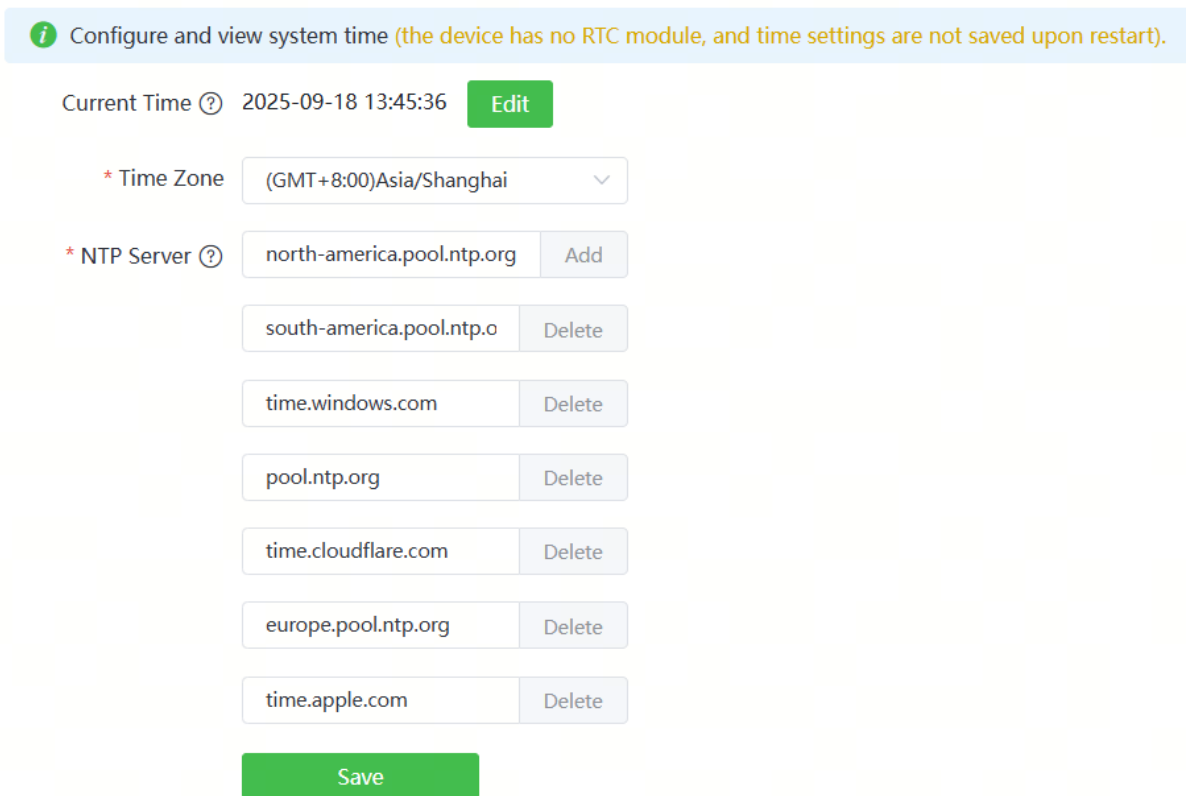 Configure and view system time (the device has no RTC module, and time settings are not saved upon restart).
Current Time 2025-09-18 13:45:36 Edit
* Time Zone (GMT+8:00)Asia/Shanghai
* NTP Server north-america.pool.ntp.org Add
south-america.pool.ntp.o Delete
time.windows.com Delete
pool.ntp.org Delete
time.cloudflare.com Delete
europe.pool.ntp.org Delete
time.apple.com Delete
Save